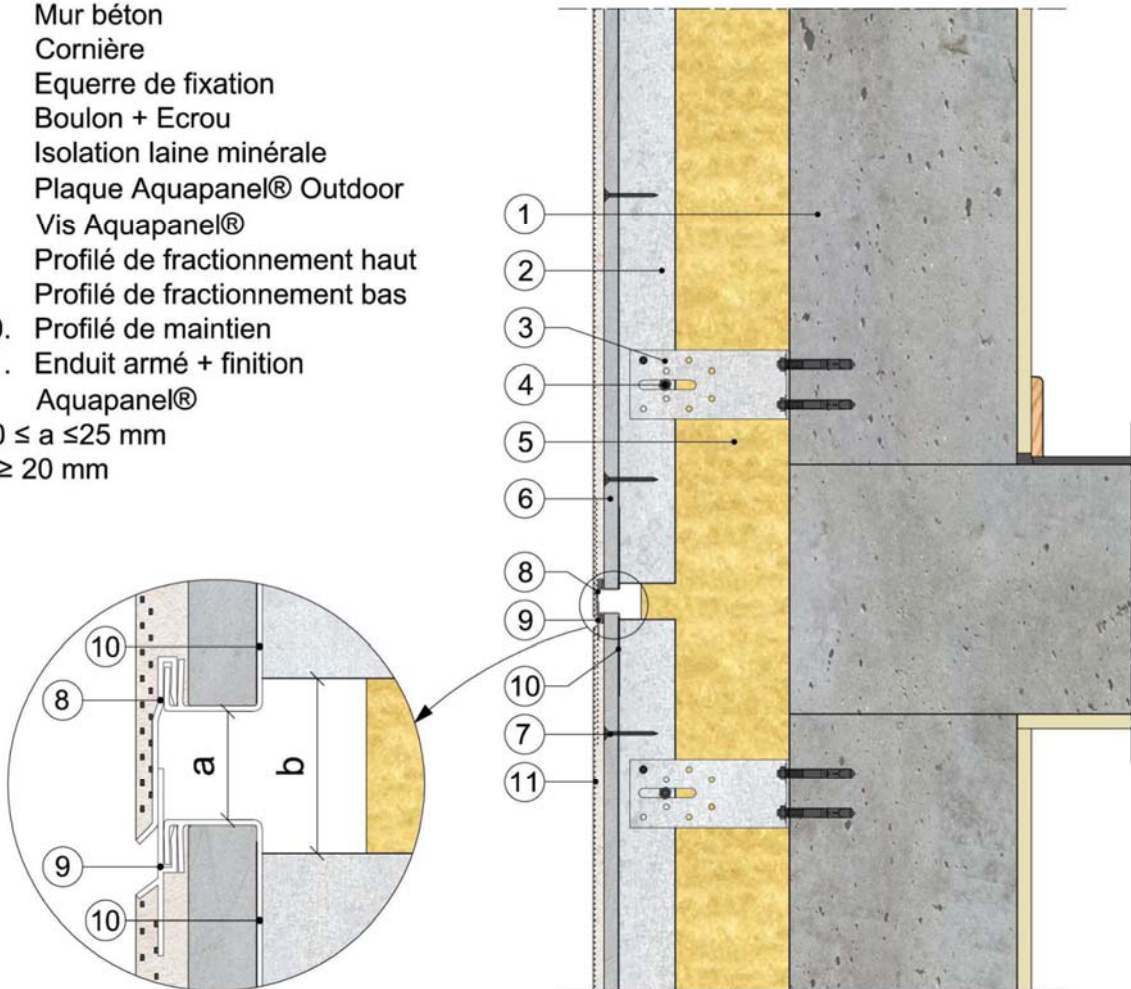 Mur béton
Cornière
Equerre de fixation
Boulon + Ecrou
Isolation laine minérale
Plaque Aquapanel® Outdoor
Vis Aquapanel®
Profilé de fractionnement haut
Profilé de fractionnement bas
. Profilé de maintien
. Enduit armé + finition
Aquapanel®
≤ a ≤25 mm
≥ 20 mm
1
2
3
4
5
6
8
9
10
7
11
10
8
a
b
9
10